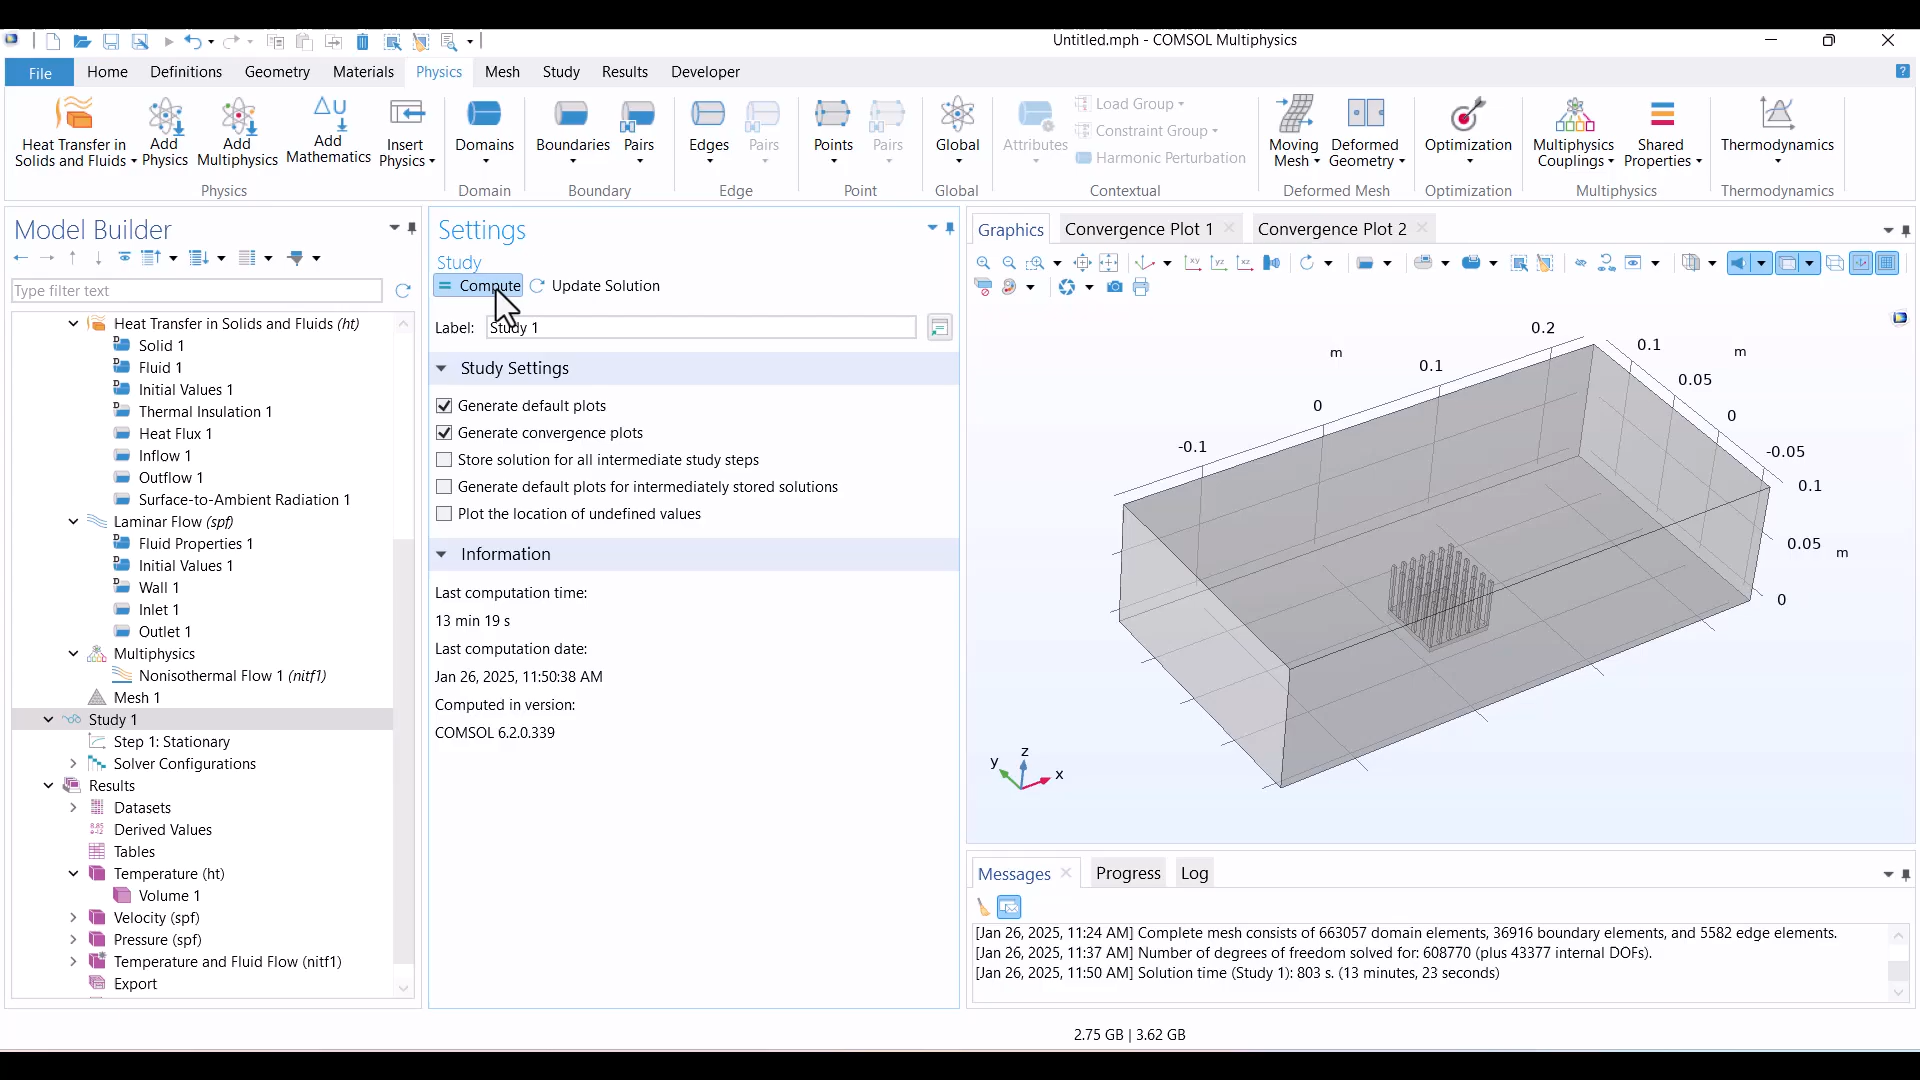 Untitled.mph - COMSOL Multiphysics
File Home Definitions Geometry Materials Physics Mesh Study Results Developer
Heat Transfer in Solids and Fluids
Add Physics
Add Multiphysics
Add Mathematics
Insert Physics
Domains
Boundaries
Pairs
Edges
Pairs
Points
Pairs
Global
Attributes
Load Group
Constraint Group
Harmonic Perturbation
Moving Mesh
Deformed Geometry
Optimization
Multiphysics Couplings
Shared Properties
Thermodynamics
Physics Domain Boundary Edge Point Global Contextual Deformed Mesh Optimization Multiphysics Thermodynamics
Model Builder
Type filter text
Heat Transfer in Solids and Fluids (ht)
Solid 1
Fluid 1
Initial Values 1
Thermal Insulation 1
Heat Flux 1
Inflow 1
Outflow 1
Surface-to-Ambient Radiation 1
Laminar Flow (spf)
Fluid Properties 1
Initial Values 1
Wall 1
Inlet 1
Outlet 1
Multiphysics
Nonisothermal Flow 1 (nitf1)
Mesh 1
Study 1
Step 1: Stationary
Solver Configurations
Results
Datasets
Derived Values
Tables
Temperature (ht)
Volume 1
Velocity (spf)
Pressure (spf)
Temperature and Fluid Flow (nitf1)
Export
Settings
Study
Compute Update Solution
Label: Study 1
Study Settings
Generate default plots
Generate convergence plots
Store solution for all intermediate study steps
Generate default plots for intermediately stored solutions
Plot the location of undefined values
Information
Last computation time:
13 min 19 s
Last computation date:
Jan 26, 2025, 11:50:38 AM
Computed in version:
COMSOL 6.2.0.339
Graphics Convergence Plot 1 Convergence Plot 2
xy yz xz
0.2
m
0.1
0
-0.1
0.1
m
0.05
0
-0.05
0.1
0.05 m
0
y z x
Messages Progress Log
[Jan 26, 2025, 11:24 AM] Complete mesh consists of 663057 domain elements, 36916 boundary elements, and 5582 edge elements.
[Jan 26, 2025, 11:37 AM] Number of degrees of freedom solved for: 608770 (plus 43377 internal DOFs).
[Jan 26, 2025, 11:50 AM] Solution time (Study 1): 803 s. (13 minutes, 23 seconds)
2.75 GB | 3.62 GB